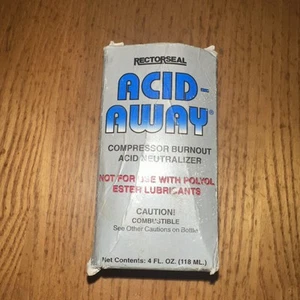 RECTORSEAL
ACID-
AWAY®
COMPRESSOR BURNOUT
ACID NEUTRALIZER
NOT FOR USE WITH POLYOL
ESTER LUBRICANTS
CAUTION!
COMBUSTIBLE
See Other Cautions on Bottle
Net Contents: 4 FL. OZ. (118 ML.)